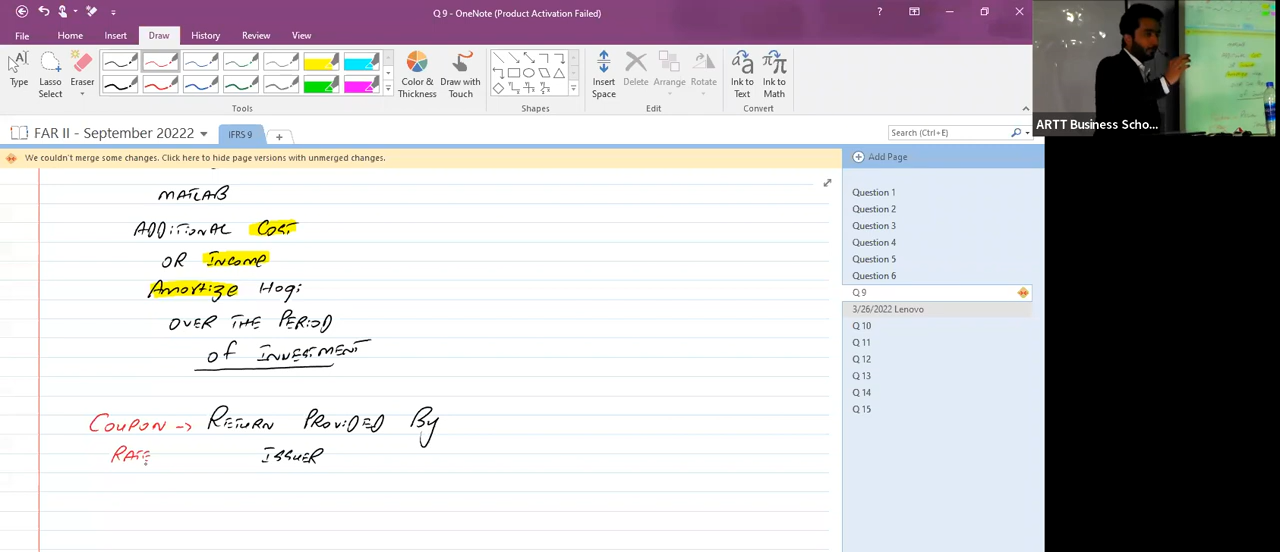 Q 9 - OneNote (Product Activation Failed)
File Home Insert Draw History Review View
Type
Lasso Select
Eraser
Color & Thickness
Draw with Touch
Insert Space
Delete
Arrange
Rotate
Ink to Text
Ink to Math
Tools
Shapes
Edit
Convert
ARTT Business Scho...
FAR II - September 20222
IFRS 9
Search (Ctrl+E)
We couldn't merge some changes. Click here to hide page versions with unmerged changes.
Add Page
MATLAB
ADDITIONAL COST
OR INCOME
Amortize Hogi
OVER THE PERIOD
OF INVESTMENT
COUPON -> RETURN PROVIDED By
RATE ISSUER
Question 1
Question 2
Question 3
Question 4
Question 5
Question 6
Q 9
3/26/2022 Lenovo
Q 10
Q 11
Q 12
Q 13
Q 14
Q 15